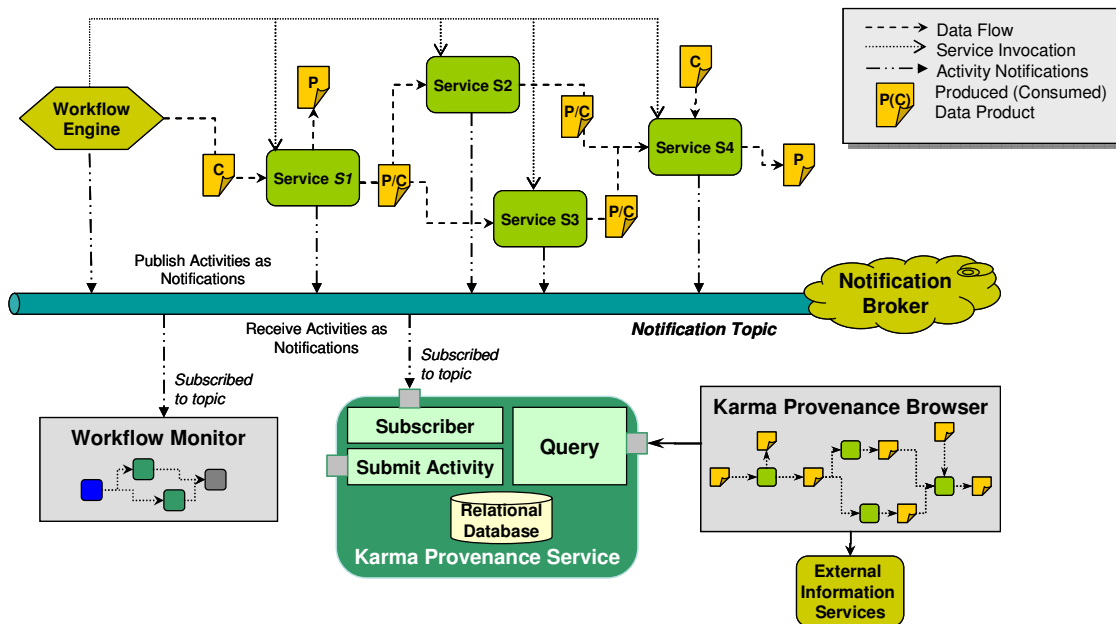 Data Flow
Service Invocation
Activity Notifications
P(C)
Produced (Consumed)
Data Product
Workflow
Engine
C
P
Service S1
P/C
Service S2
P/C
Service S3
P/C
C
Service S4
P
Publish Activities as
Notifications
Notification
Broker
Notification Topic
Receive Activities as
Notifications
Subscribed
to topic
Subscribed
to topic
Workflow Monitor
Subscriber
Submit Activity
Query
Relational
Database
Karma Provenance Service
Karma Provenance Browser
External
Information
Services